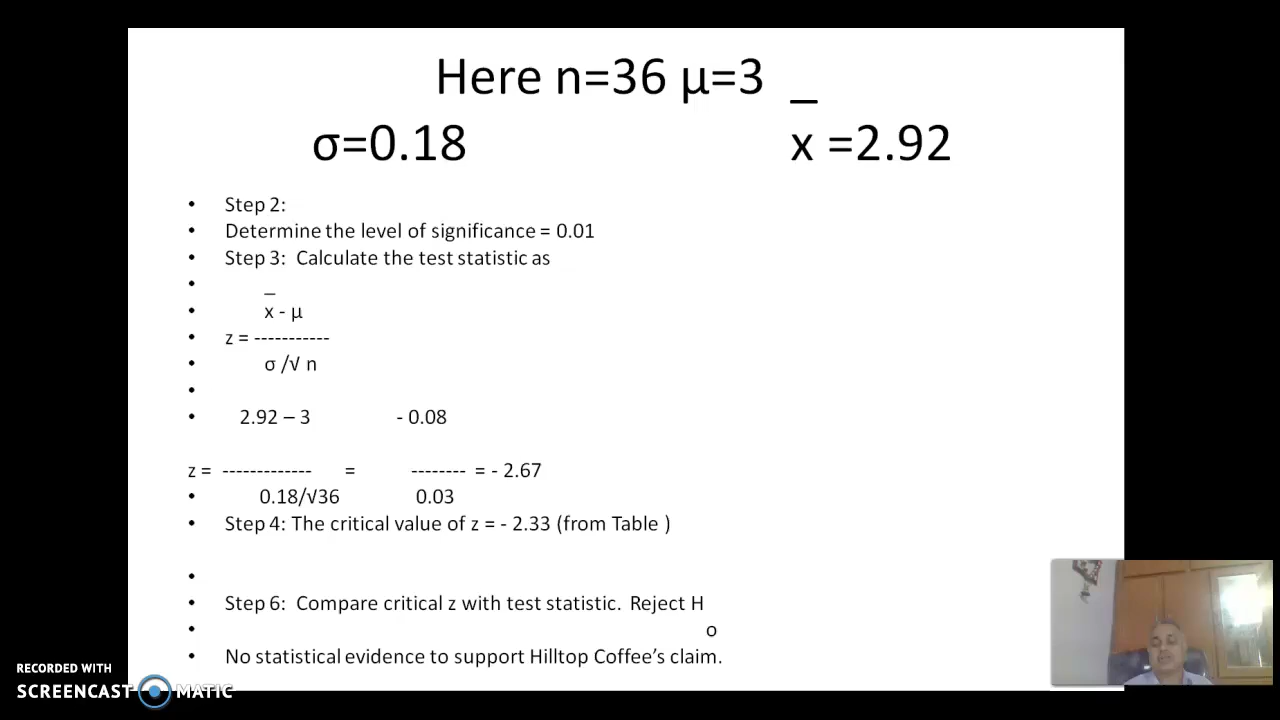 Here n=36 μ=3 _
σ=0.18 x =2.92
• Step 2:
• Determine the level of significance = 0.01
• Step 3: Calculate the test statistic as
• _
• x - μ
• z = -----------
• σ /√ n
•
• 2.92 – 3 - 0.08
z = ------------- = -------- = - 2.67
• 0.18/√36 0.03
• Step 4: The critical value of z = - 2.33 (from Table )
•
• Step 6: Compare critical z with test statistic. Reject H
• o
• No statistical evidence to support Hilltop Coffee’s claim.
RECORDED WITH
SCREENCAST MATIC